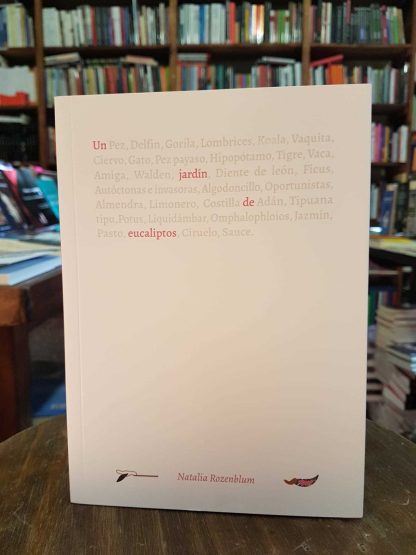 Un Pez, Delfín, Gorila, Lombrices, Koala, Vaquita,
Ciervo, Gato, Pez payaso, Hipopótamo, Tigre, Vaca,
Amiga, Walden, jardín, Diente de león, Ficus,
Autóctonas e invasoras, Algodoncillo, Oportunistas,
Almendra, Limonero, Costilla de Adán, Tipuana
tipo, Potus, Liquidámbar, Omphalophloios, Jazmín,
Pasto, eucaliptos, Ciruelo, Sauce.
Natalia Rozenblum